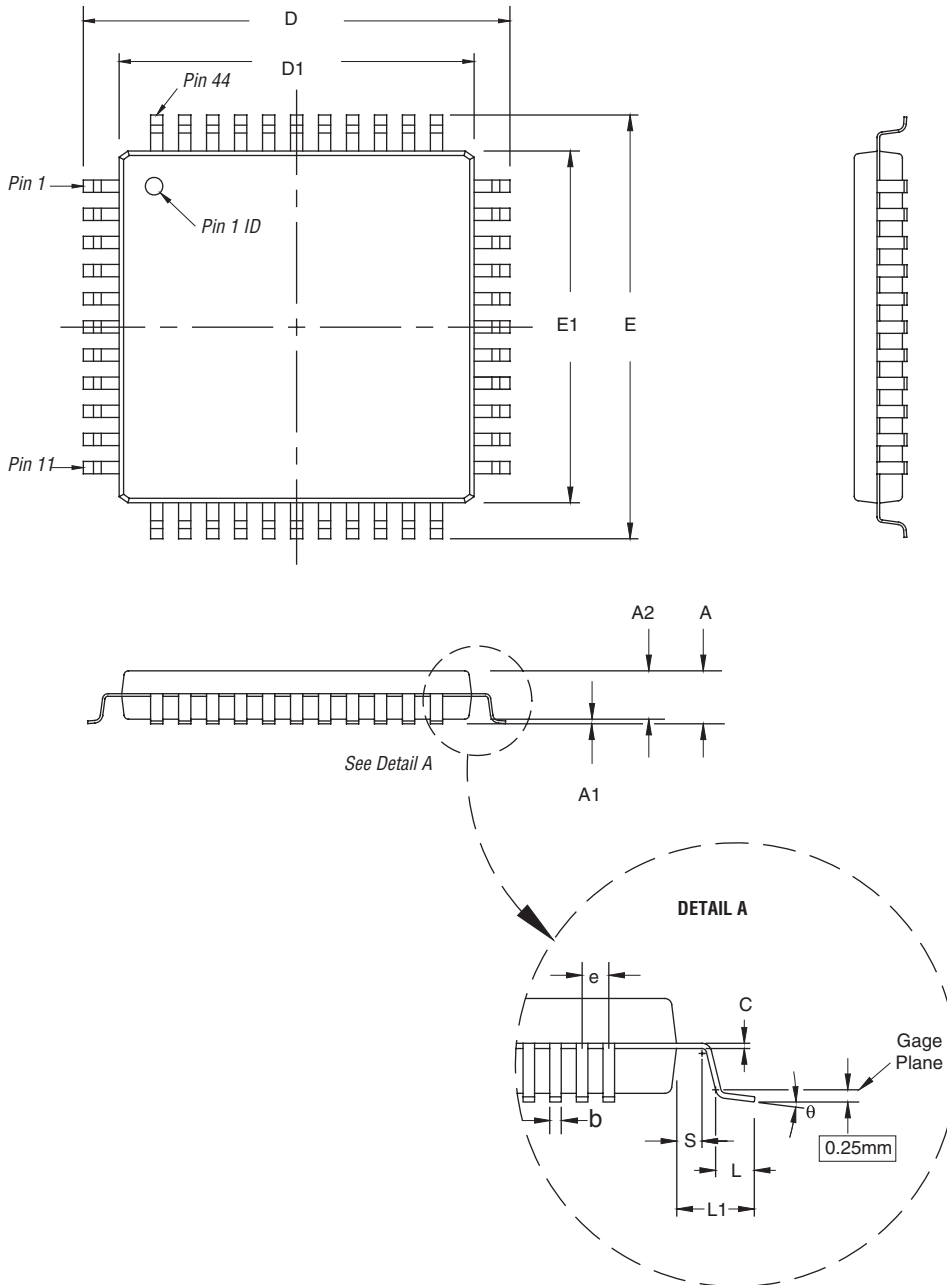 D
D1
Pin 44
Pin 1
Pin 1 ID
E1
E
Pin 11
A2
A
See Detail A
A1
DETAIL A
e
C
Gage
Plane
b
θ
S
0.25mm
L
L1